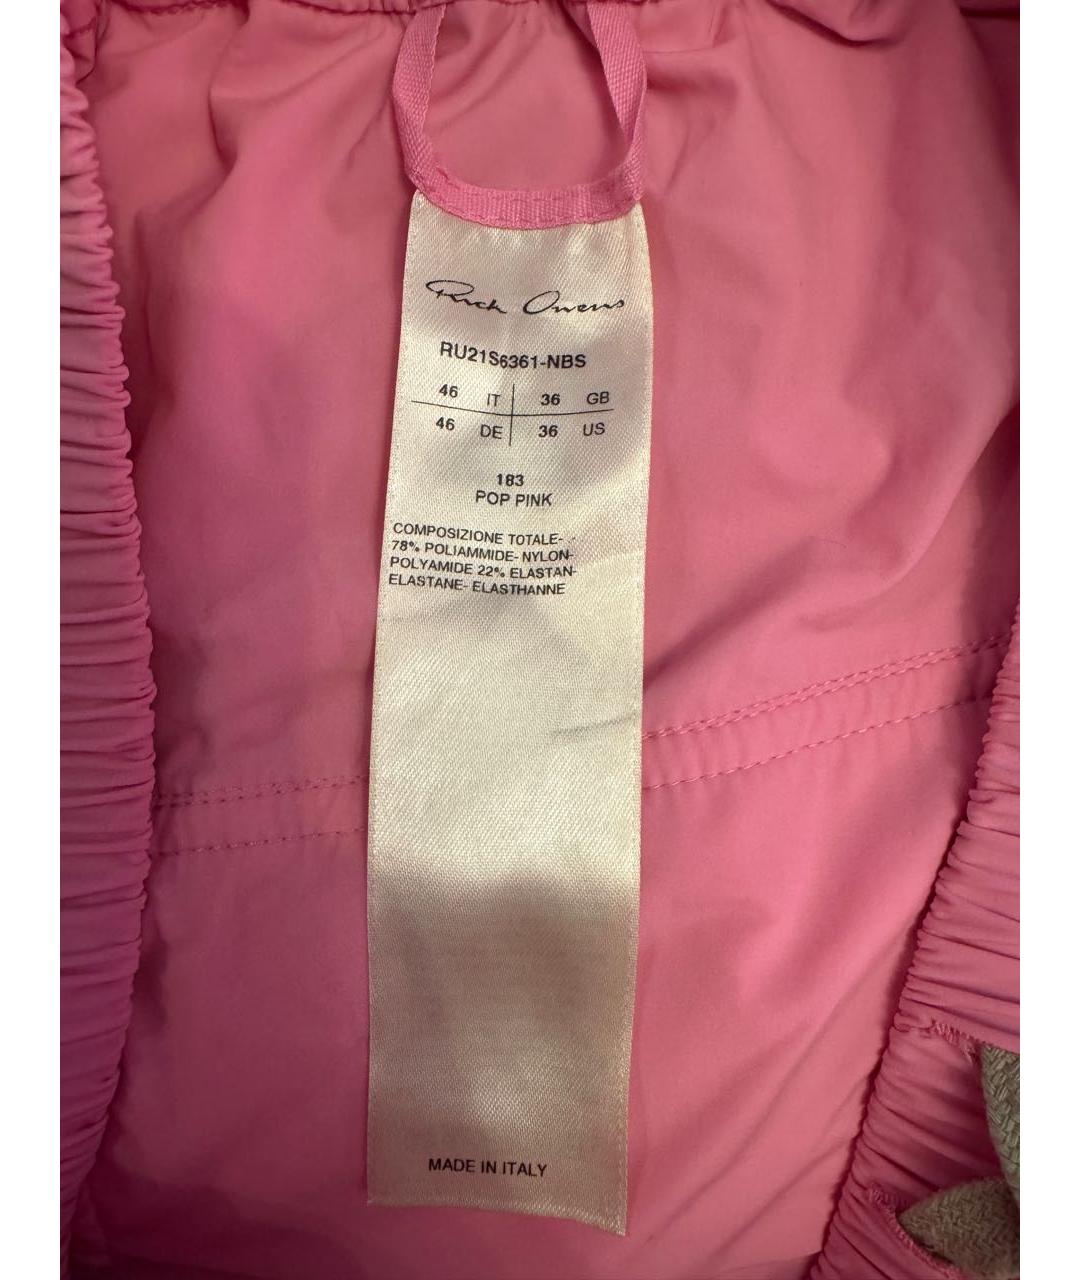 Rick Owens
RU21S6361-NBS
46 IT 36 GB
46 DE 36 US
183
POP PINK
COMPOSIZIONE TOTALE-
78% POLIAMMIDE- NYLON-
POLYAMIDE 22% ELASTAN-
ELASTANE- ELASTHANNE
MADE IN ITALY